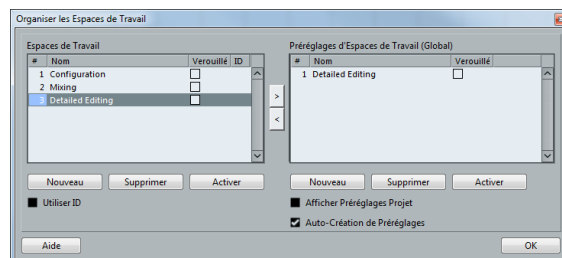 Organiser les Espaces de Travail
Espaces de Travail
# Nom Verouillé ID
1 Configuration
2 Mixing
3 Detailed Editing
Nouveau Supprimer Activer
Utiliser ID
>
<
Préréglages d'Espaces de Travail (Global)
# Nom Verouillé
1 Detailed Editing
Nouveau Supprimer Activer
Afficher Préréglages Projet
Auto-Création de Préréglages
Aide OK